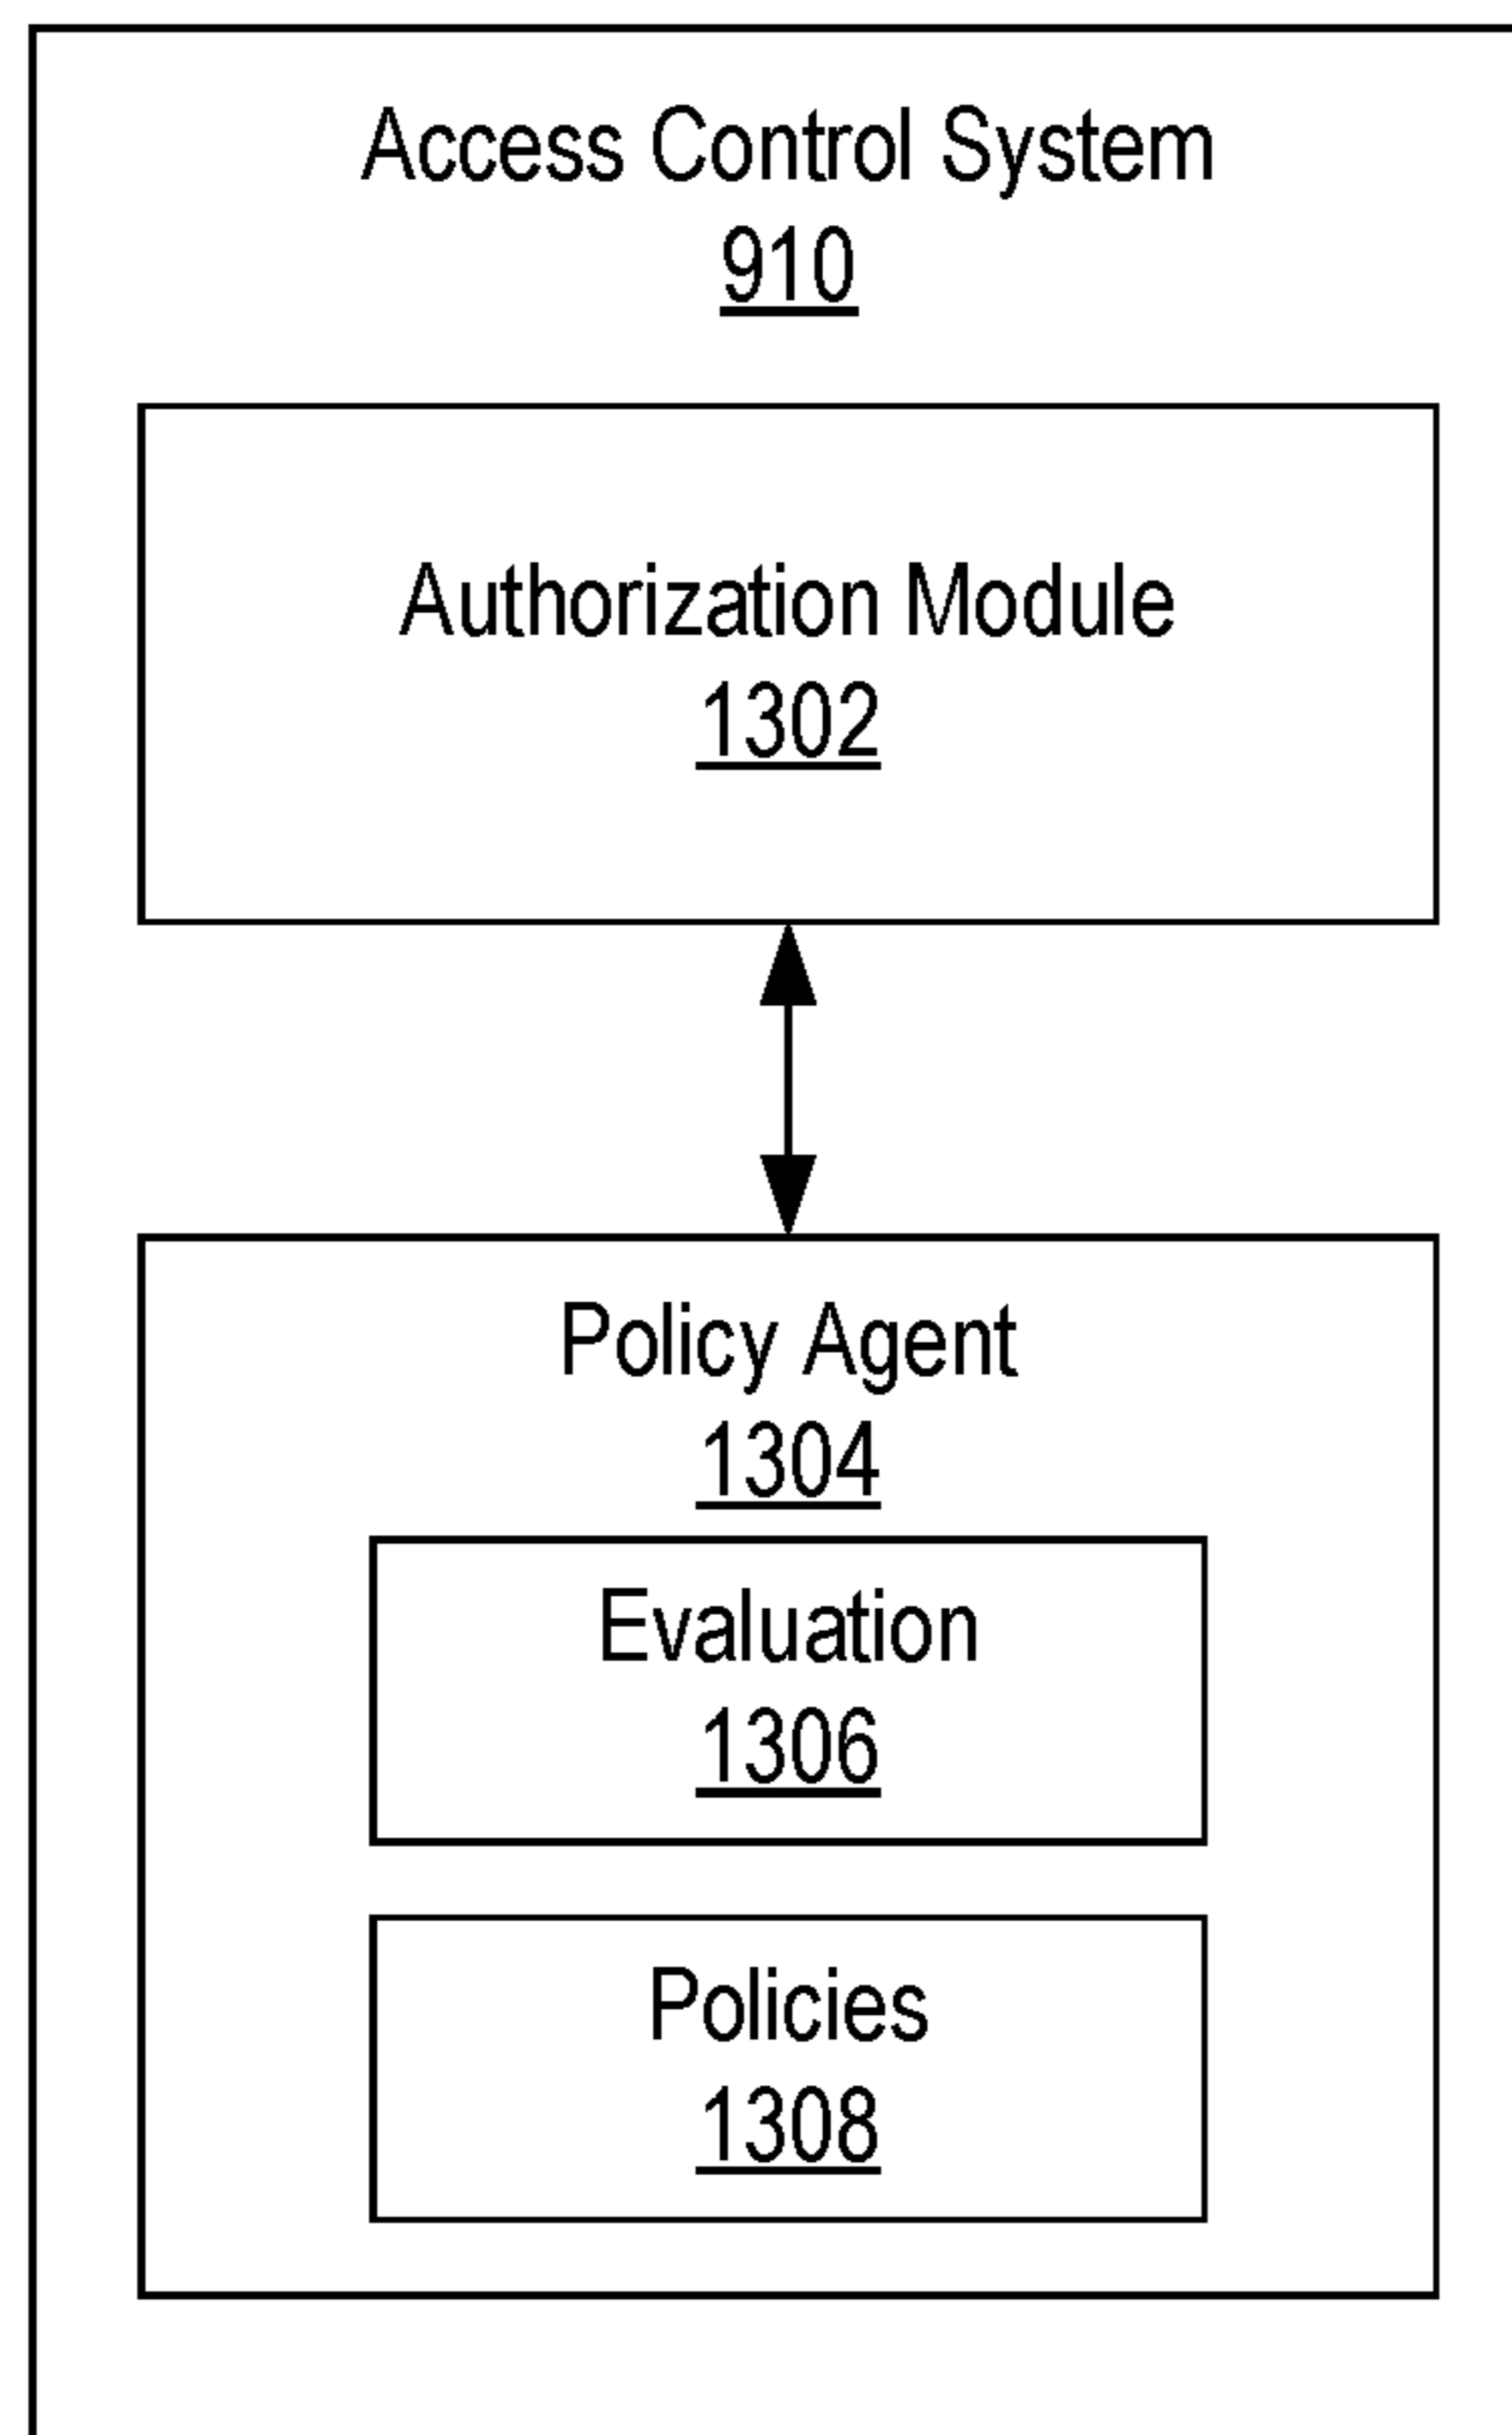 Access Control System
910
Authorization Module
1302
Policy Agent
1304
Evaluation
1306
Policies
1308